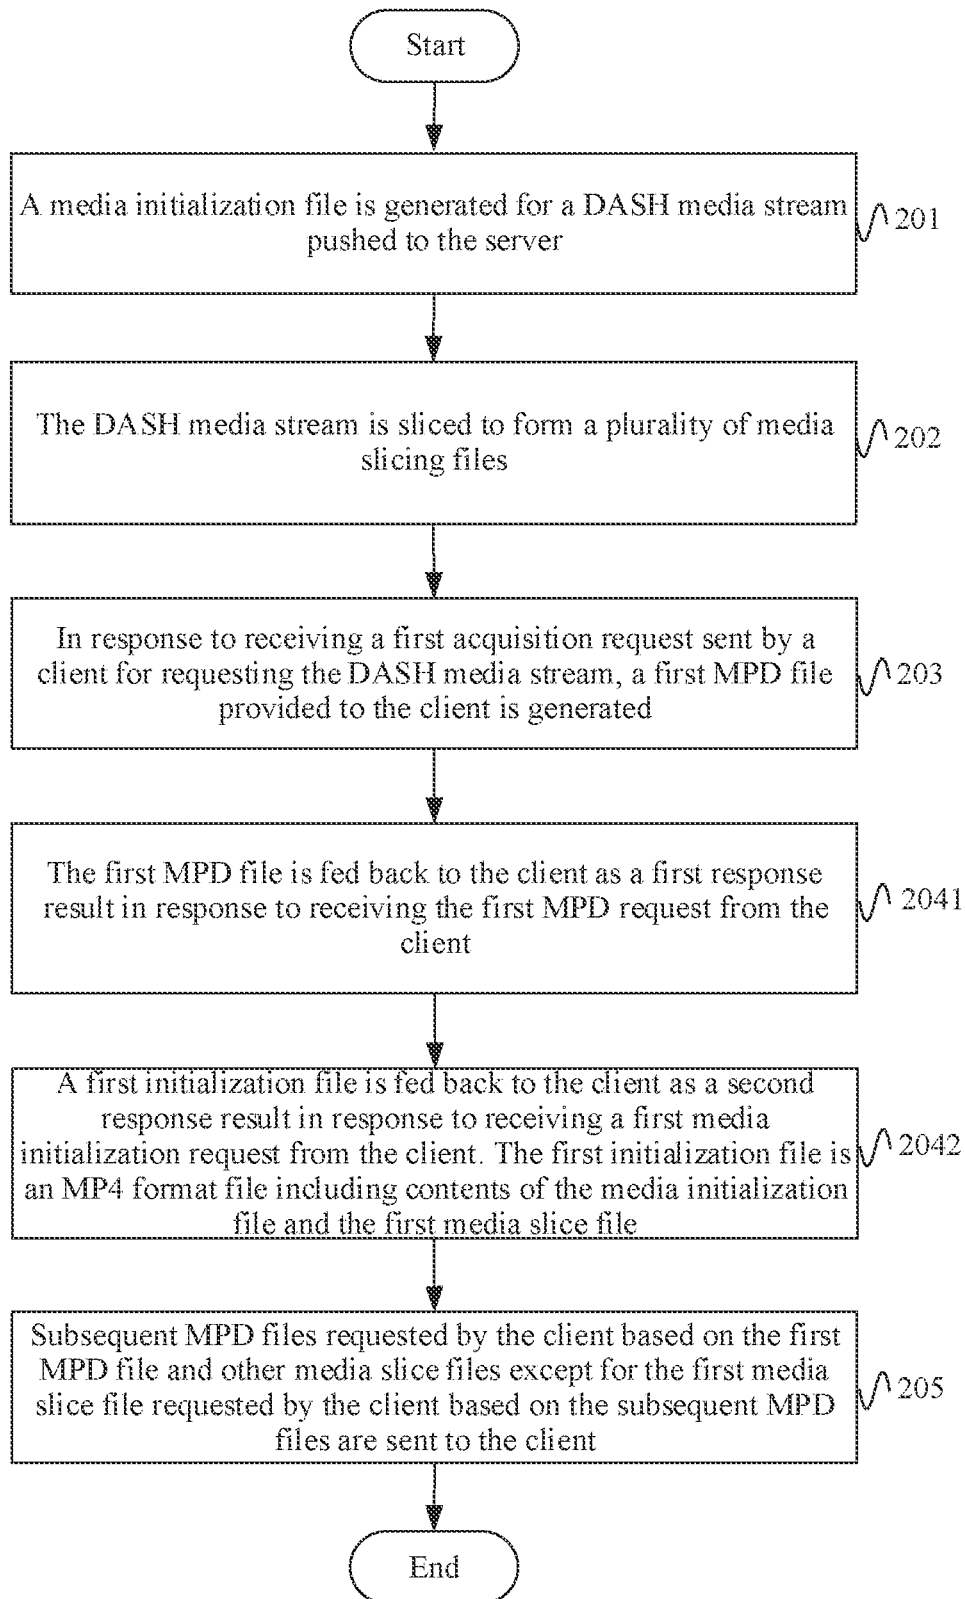 Start
A media initialization file is generated for a DASH media stream
pushed to the server
201
The DASH media stream is sliced to form a plurality of media
slicing files
202
In response to receiving a first acquisition request sent by a
client for requesting the DASH media stream, a first MPD file
provided to the client is generated
203
The first MPD file is fed back to the client as a first response
result in response to receiving the first MPD request from the
client
2041
A first initialization file is fed back to the client as a second
response result in response to receiving a first media
initialization request from the client. The first initialization file is
an MP4 format file including contents of the media initialization
file and the first media slice file
2042
Subsequent MPD files requested by the client based on the first
MPD file and other media slice files except for the first media
slice file requested by the client based on the subsequent MPD
files are sent to the client
205
End